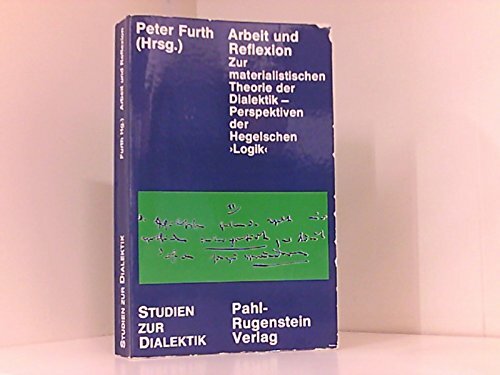 Peter Furth
(Hrsg.)
Arbeit und
Reflexion
Zur
materialistischen
Theorie der
Dialektik –
Perspektiven
der
Hegelschen
›Logik‹
STUDIEN
ZUR
DIALEKTIK
Pahl-
Rugenstein
Verlag
Furth Hg.) Arbeit und Reflexion
STUDIEN ZUR DIALEKTIK